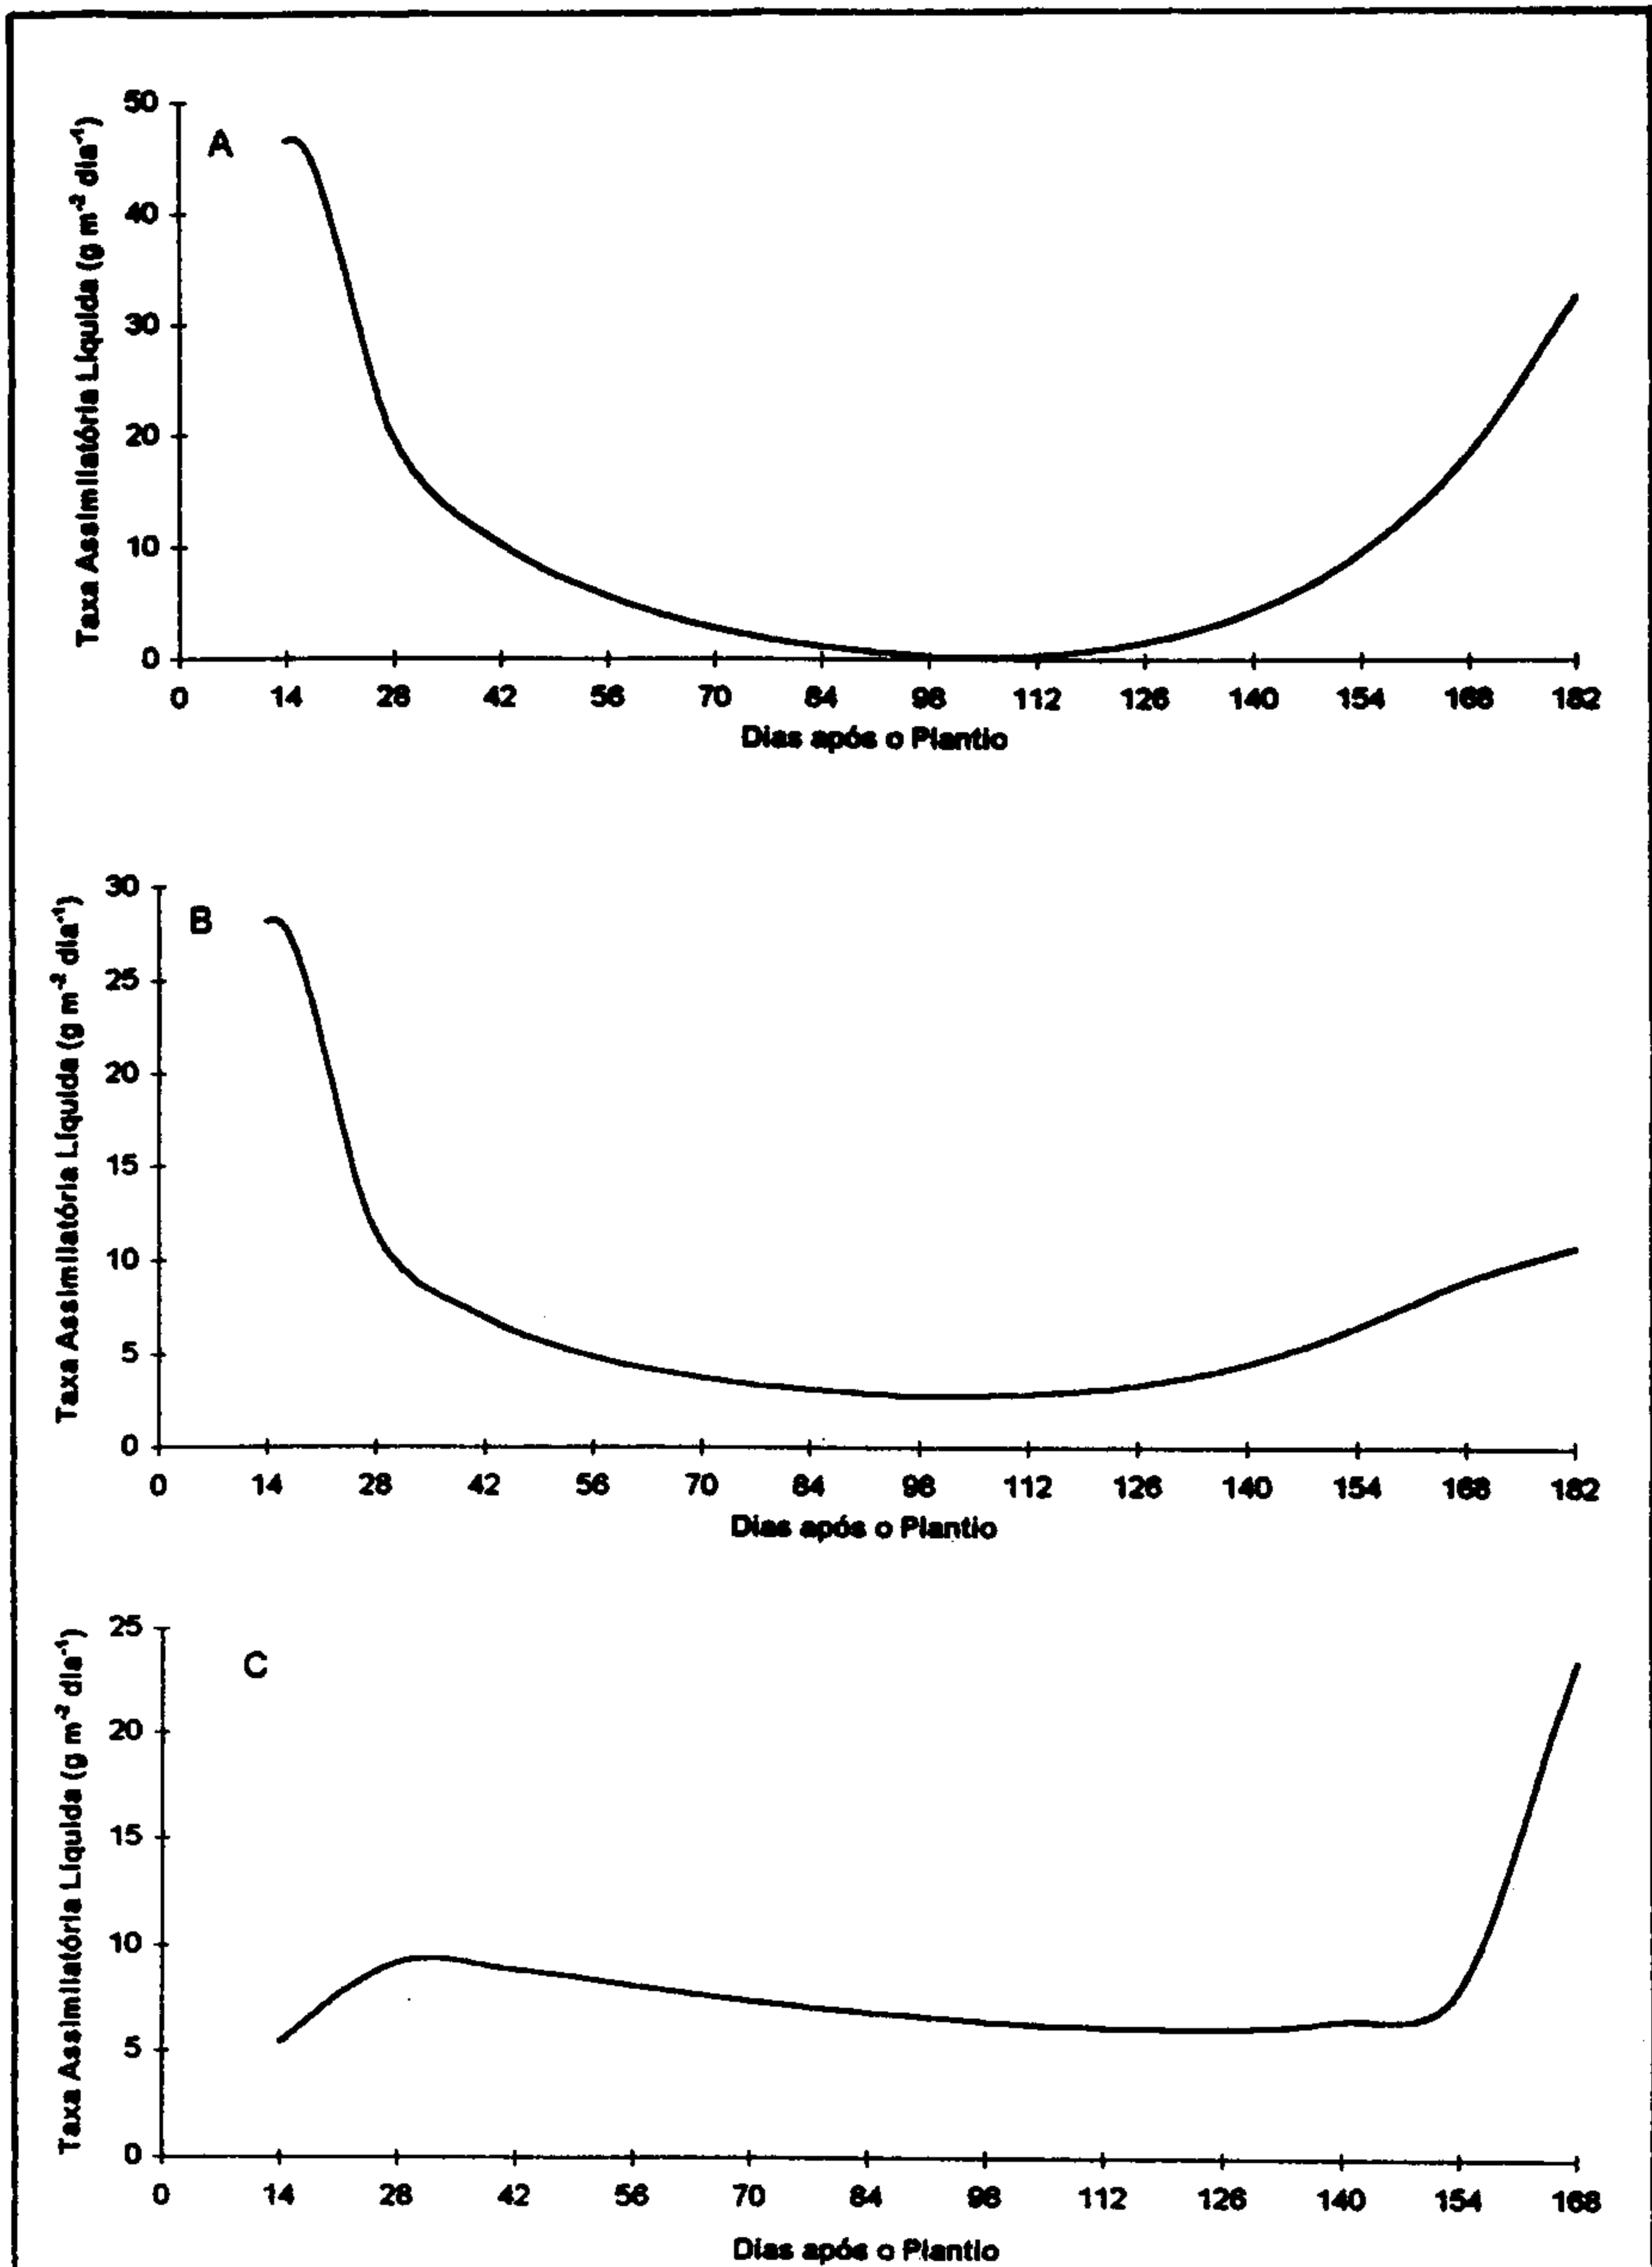 A
Taxa Assimilatória Líquida (g m⁻² dia⁻¹)
50
40
30
20
10
0
0 14 28 42 56 70 84 98 112 126 140 154 168 182
Dias após o Plantio
B
Taxa Assimilatória Líquida (g m⁻² dia⁻¹)
30
25
20
15
10
5
0
0 14 28 42 56 70 84 98 112 126 140 154 168 182
Dias após o Plantio
C
Taxa Assimilatória Líquida (g m⁻² dia⁻¹)
25
20
15
10
5
0
0 14 28 42 56 70 84 98 112 126 140 154 168
Dias após o Plantio